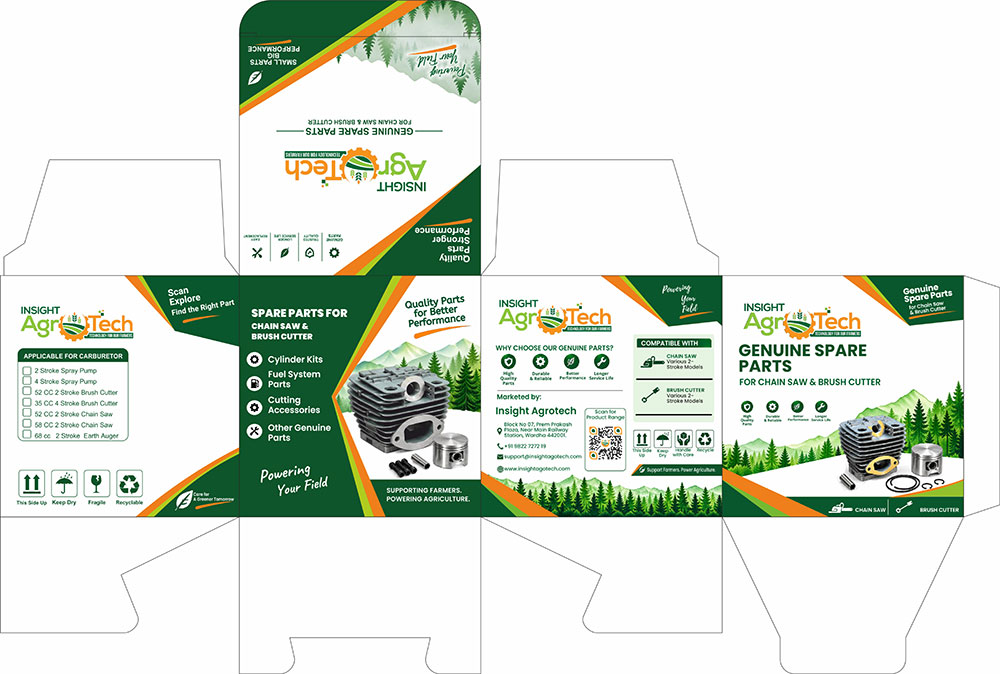 SMALL PARTS
BIG
PERFORMANCE
Powering
Your Field
GENUINE SPARE PARTS
FOR CHAIN SAW & BRUSH CUTTER
INSIGHT
AgroTech
TECHNOLOGY FOR OUR FARMERS
Quality
Parts
Stronger
Performance
GENUINE
PARTS
TRUSTED
QUALITY
LONGER
SERVICE LIFE
EASY
REPLACEMENT
INSIGHT
AgroTech
TECHNOLOGY FOR OUR FARMERS
Scan
Explore
Find the Right Part
APPLICABLE FOR CARBURETOR
2 Stroke Spray Pump
4 Stroke Spray Pump
52 CC 2 Stroke Brush Cutter
35 CC 4 Stroke Brush Cutter
52 CC 2 Stroke Chain Saw
58 CC 2 Stroke Chain Saw
68 cc 2 Stroke Earth Auger
This Side Up
Keep Dry
Fragile
Recyclable
Care for
A Greener Tomorrow
SPARE PARTS FOR
CHAIN SAW &
BRUSH CUTTER
Cylinder Kits
Fuel System
Parts
Cutting
Accessories
Other Genuine
Parts
Powering
Your Field
Quality Parts
for Better
Performance
SUPPORTING FARMERS.
POWERING AGRICULTURE.
INSIGHT
AgroTech
TECHNOLOGY FOR OUR FARMERS
Powering
Your
Field
WHY CHOOSE OUR GENUINE PARTS?
High
Quality
Parts
Durable
& Reliable
Better
Performance
Longer
Service Life
COMPATIBLE WITH
CHAIN SAW
Various 2-
Stroke Models
BRUSH CUTTER
Various 2-
Stroke Models
Marketed by:
Insight Agrotech
Block No 07, Prem Prakash
Plaza, Near Main Railway
Station, Wardha 442001.
+91 9822 7272 19
support@insightagotech.com
@www.insightagotech.com
Scan for
Product Range
This Side
Up
Keep
Dry
Handle
with Care
Recycle
Support Farmers. Power Agriculture.
INSIGHT
AgroTech
TECHNOLOGY FOR OUR FARMERS
Genuine
Spare Parts
for Chain Saw
& Brush Cutter
GENUINE SPARE
PARTS
FOR CHAIN SAW & BRUSH CUTTER
High
Quality
Parts
Durable
& Reliable
Better
Performance
Longer
Service Life
CHAIN SAW
BRUSH CUTTER